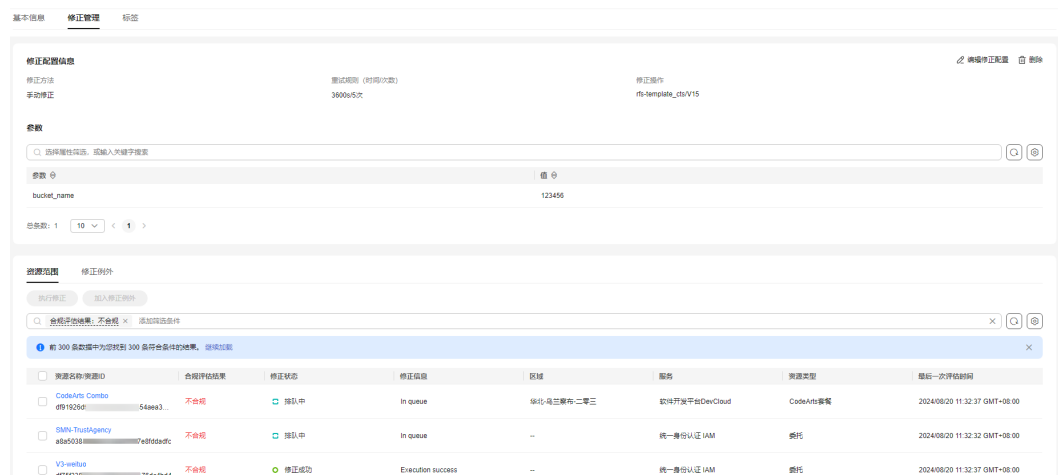 基本信息 修正管理 标签
修正配置信息 编辑修正配置 删除
修正方法 重试规则（时间/次数） 修正操作
手动修正 3600s/5次 rfs-template_cts/V15
参数
选择属性筛选，或输入关键字搜索
参数 值
bucket_name 123456
总条数：1 10 1
资源范围 修正例外
执行修正 加入修正例外
合规评估结果：不合规 × 添加筛选条件
前 300 条数据中为您找到 300 条符合条件的结果。继续加载
资源名称/资源ID 合规评估结果 修正状态 修正信息 区域 服务 资源类型 最后一次评估时间
CodeArts Combo
不合规 排队中 In queue 华北-乌兰察布-二零三 软件开发平台DevCloud CodeArts套餐 2024/08/20 11:32:37 GMT+08:00
df91926d 54aea3...
SMN-TrustAgency
不合规 排队中 In queue -- 统一身份认证 IAM 委托 2024/08/20 11:32:32 GMT+08:00
a8a5038 7e8fddadfc
V3-weituo
不合规 修正成功 Execution success -- 统一身份认证 IAM 委托 2024/08/20 11:32:37 GMT+08:00